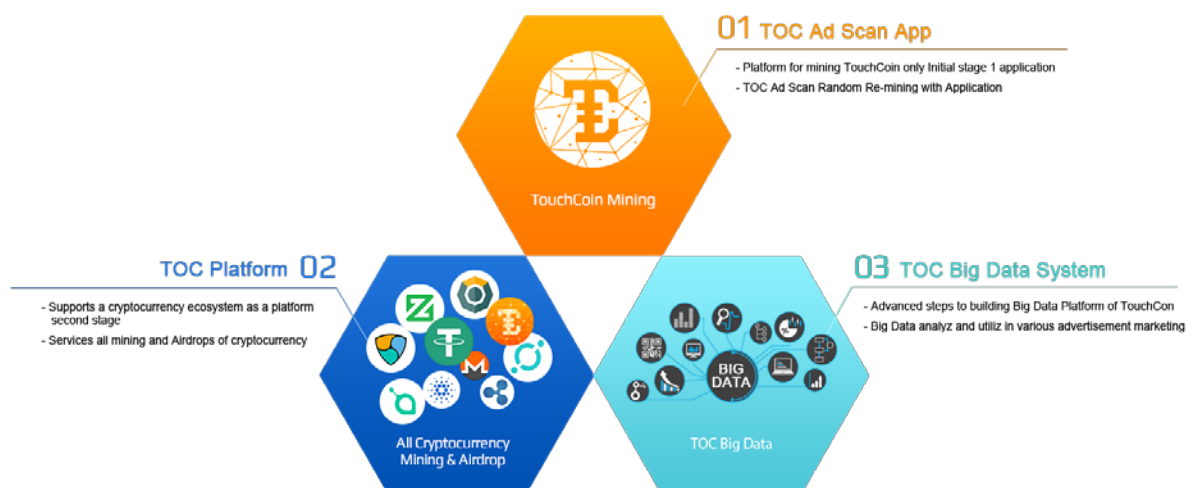 01 TOC Ad Scan App
- Platform for mining TouchCoin only Initial stage 1 application
- TOC Ad Scan Random Re-mining with Application
TouchCoin Mining
TOC Platform 02
- Supports a cryptocurrency ecosystem as a platform
second stage
- Services all mining and Airdrops of cryptocurrency
All Cryptocurrency
Mining & Airdrop
03 TOC Big Data System
- Advanced steps to building Big Data Platform of TouchCon
- Big Data analyz and utiliz in various advertisement marketing
BIG
DATA
TOC Big Data